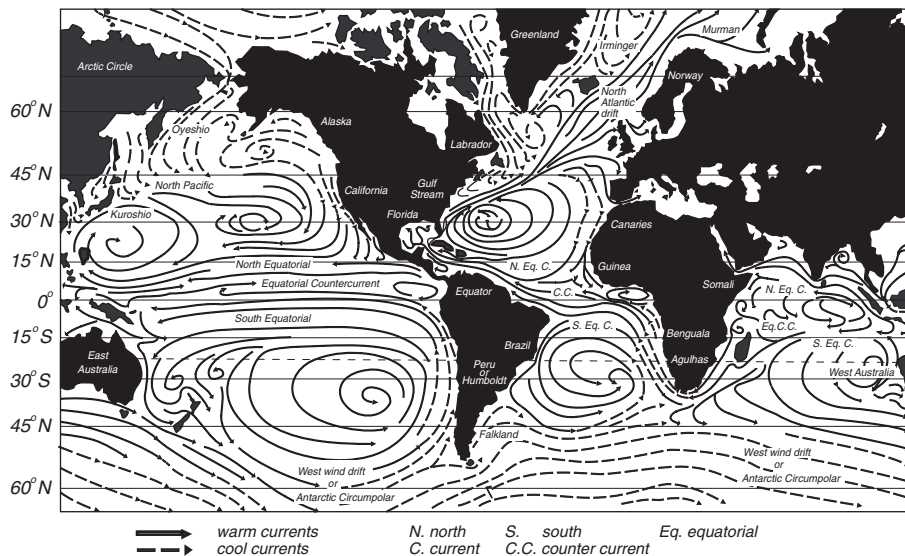 Greenland
Irminger
Murman
Arctic Circle
Norway
North
Atlantic
drift
60°N
Alaska
Oyeshio
Labrador
45°N
North Pacific
California
Gulf
Stream
Kuroshio
Florida
30°N
Canaries
15°N
North Equatorial
N. Eq. C.
Guinea
Somali
Equatorial Countercurrent
Equator
C.C.
N. Eq. C.
0°
South Equatorial
S. Eq. C.
Eq.C.C.
15°S
Brazil
Benguala
S. Eq. C.
East
Australia
Peru
or
Humboldt
Agulhas
West Australia
30°S
45°N
Falkland
West wind drift
or
Antarctic Circumpolar
West wind drift
or
Antarctic Circumpolar
60°N
warm currents N. north S. south Eq. equatorial
cool currents C. current C.C. counter current